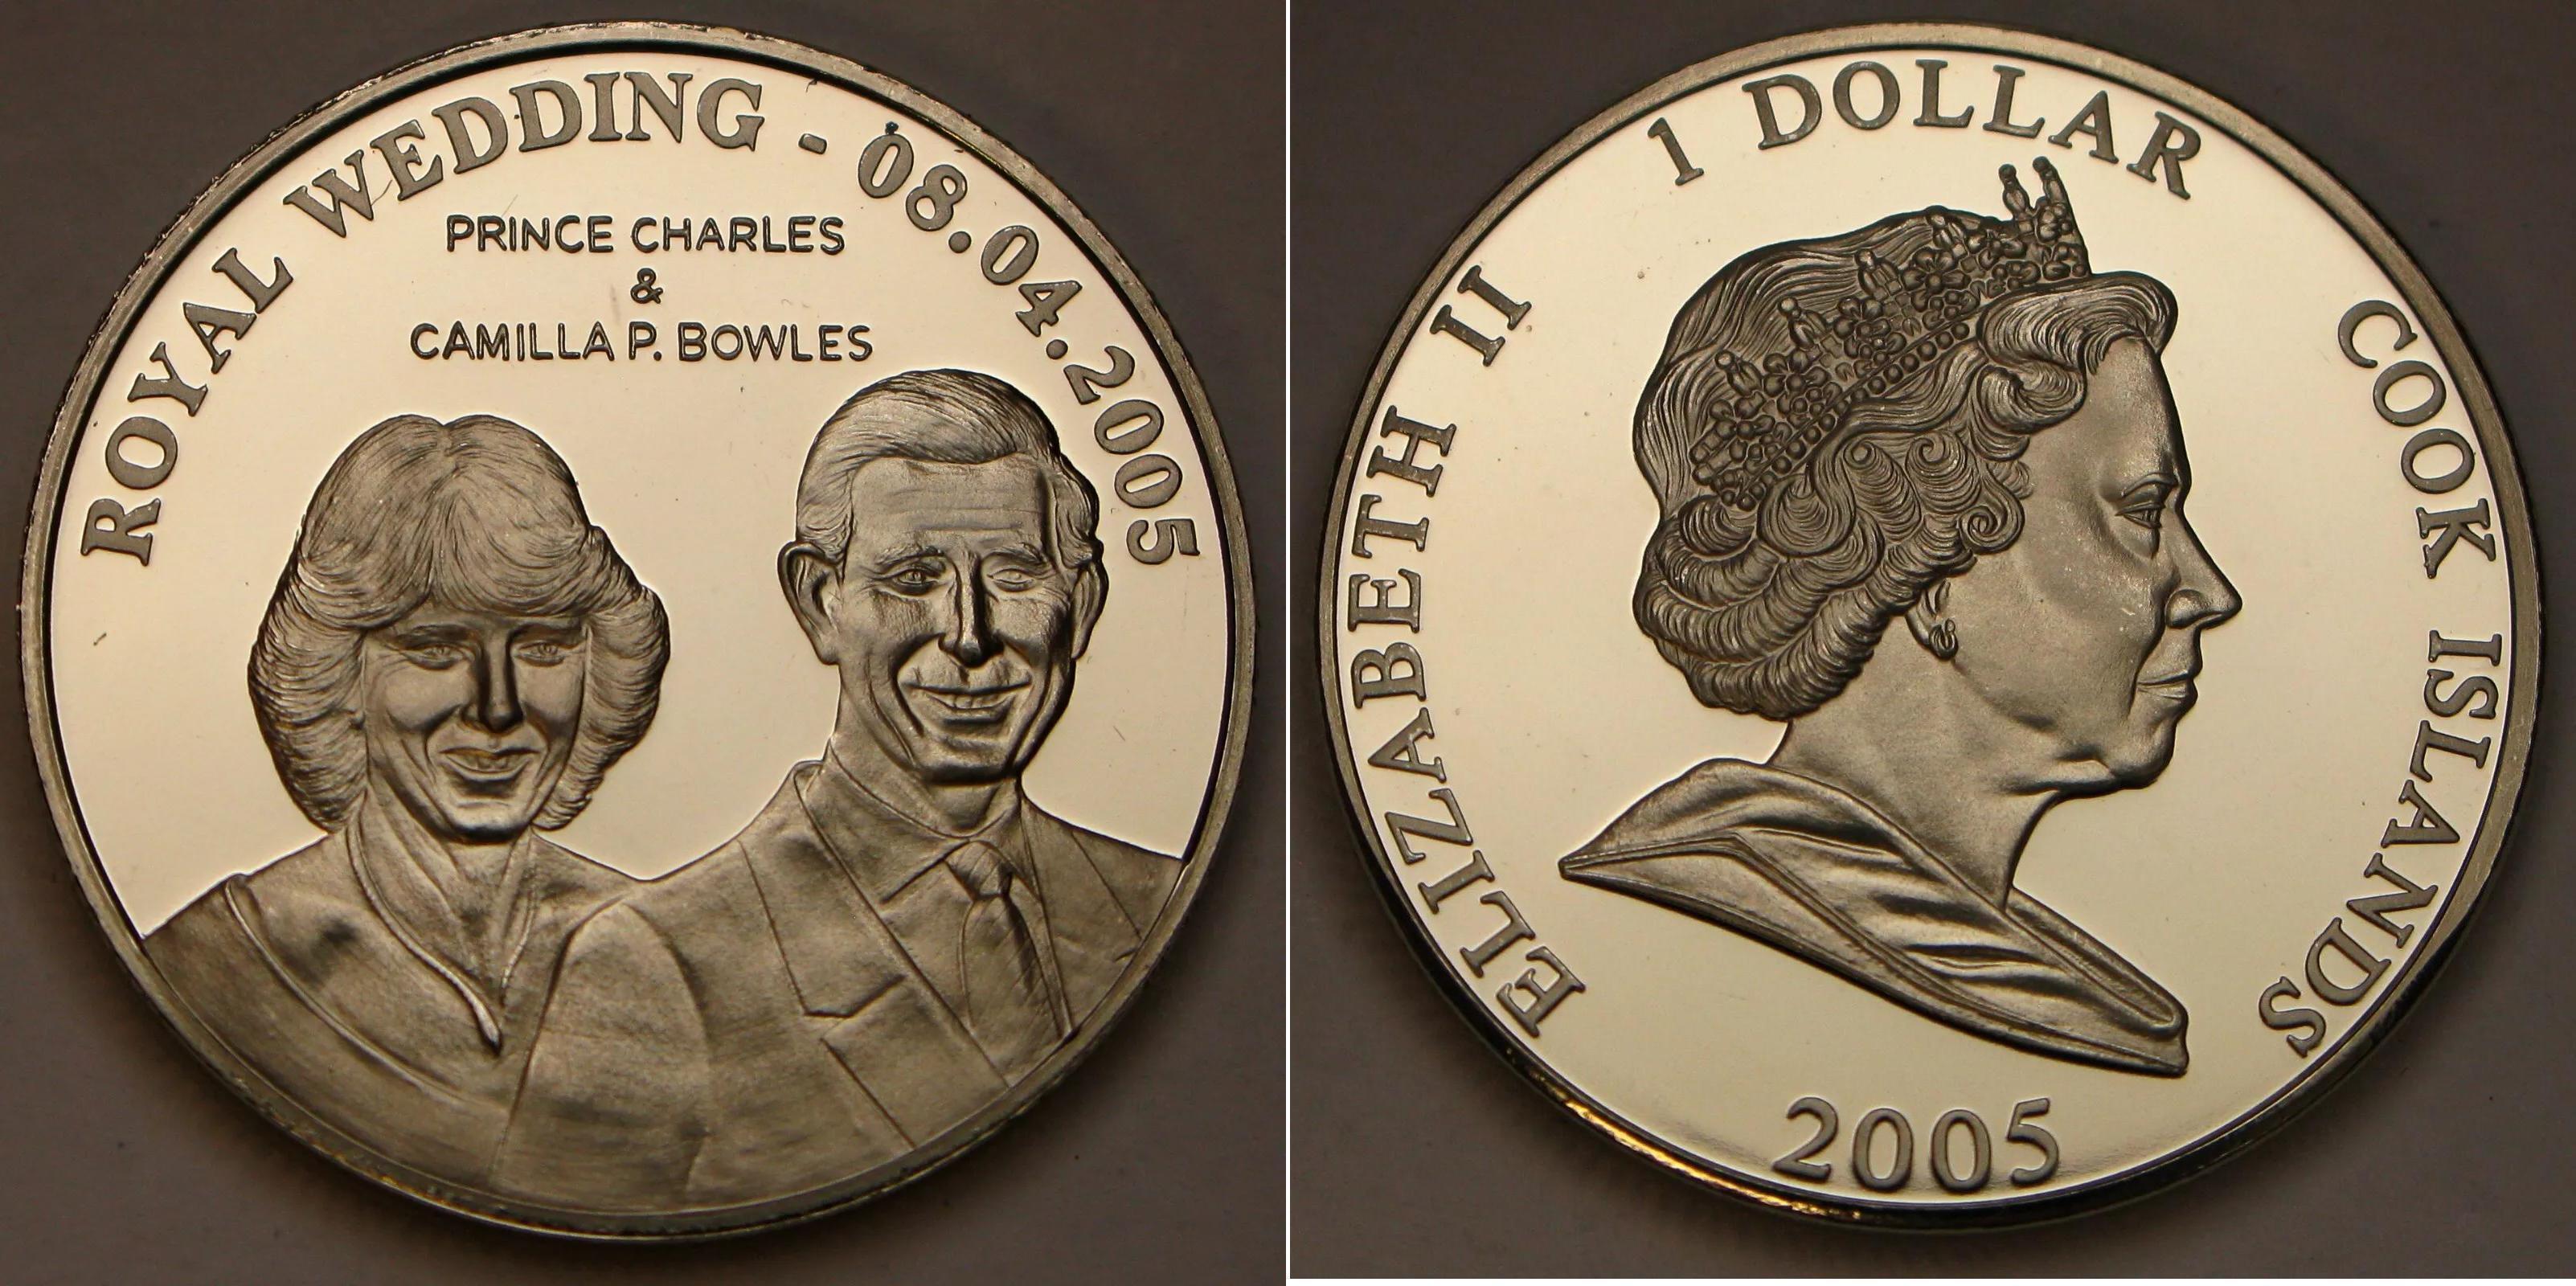 ROYAL WEDDING - 08.04.2005
PRINCE CHARLES
&
CAMILLA P. BOWLES
ELIZABETH II
1 DOLLAR
COOK ISLANDS
2005